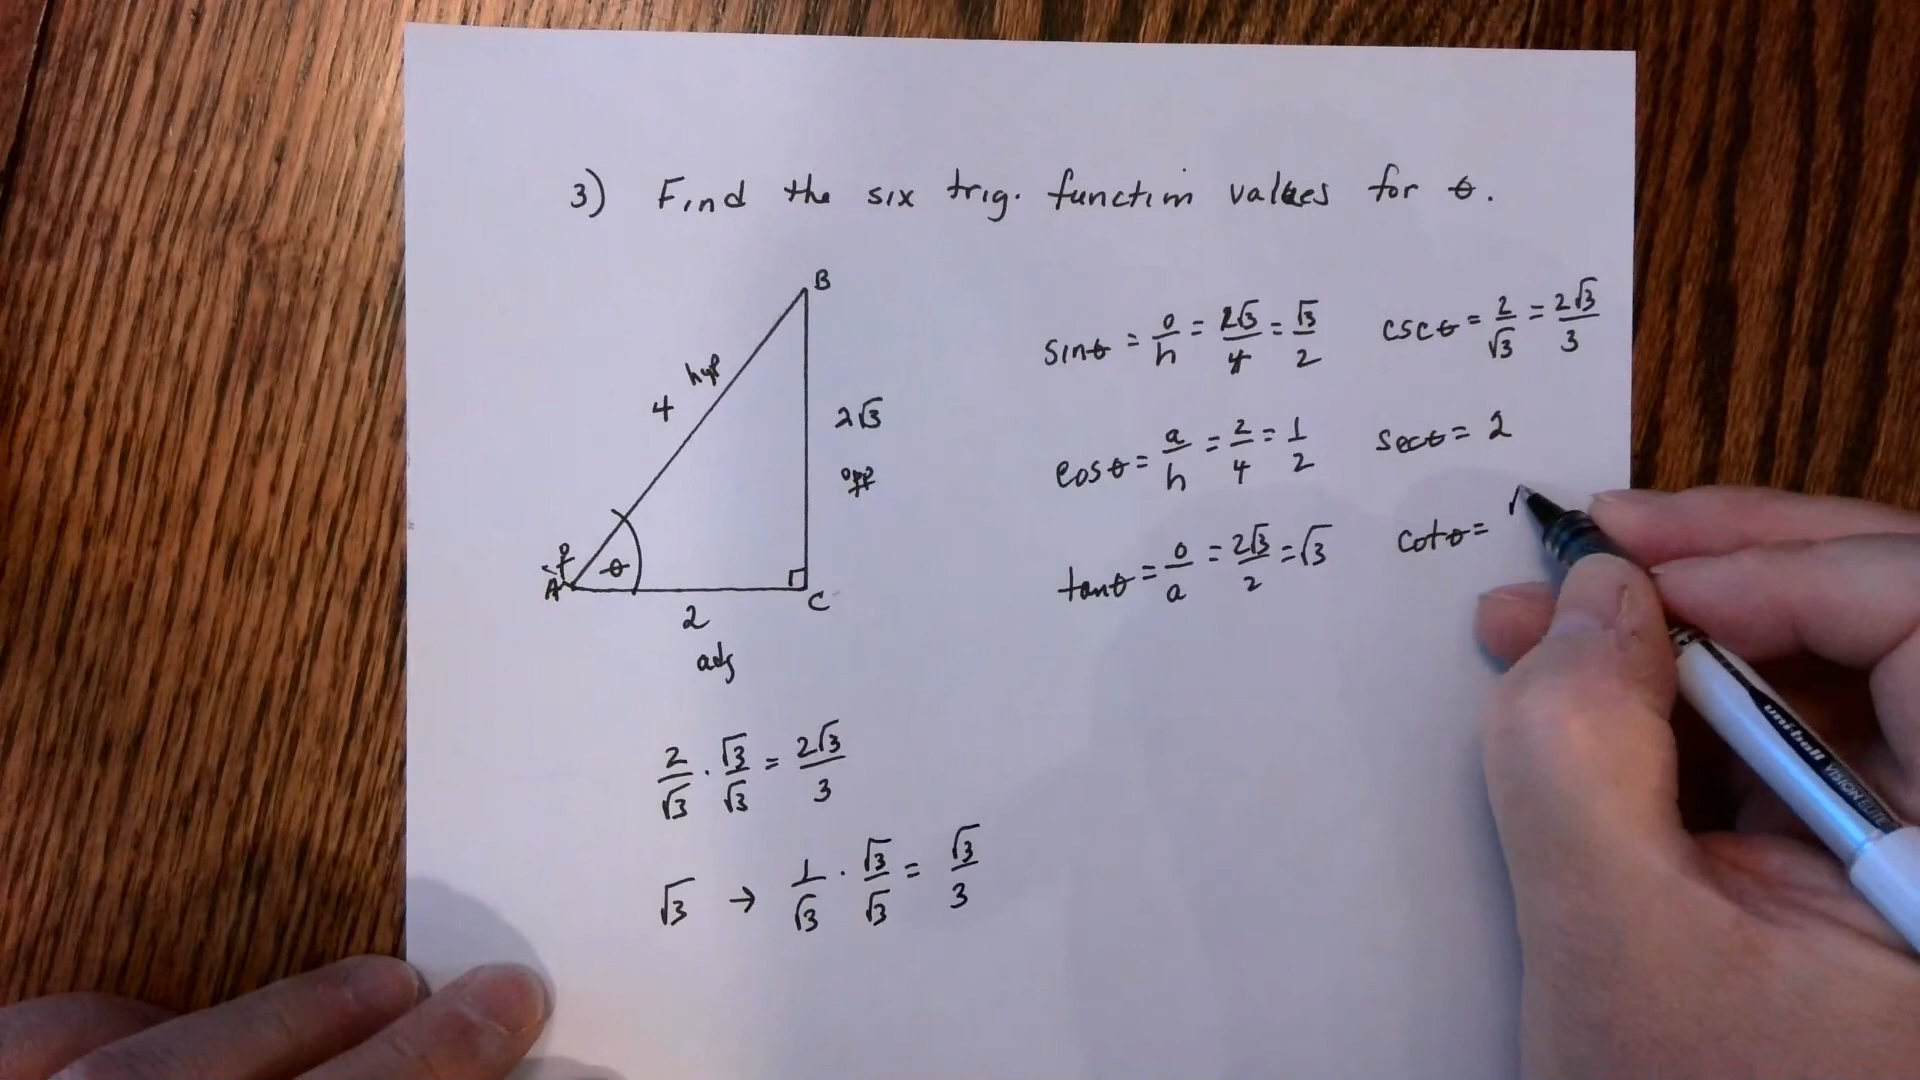 3) Find the six trig. function values for θ.
B
4 hyp
2√3
opp
θ
A
C
2
adj
sinθ = o/h = 2√3/4 = √3/2
cscθ = 2/√3 = 2√3/3
cosθ = a/h = 2/4 = 1/2
secθ = 2
tanθ = o/a = 2√3/2 = √3
cotθ =
2/√3 · √3/√3 = 2√3/3
√3 → 1/√3 · √3/√3 = √3/3
uniball VISION ELITE